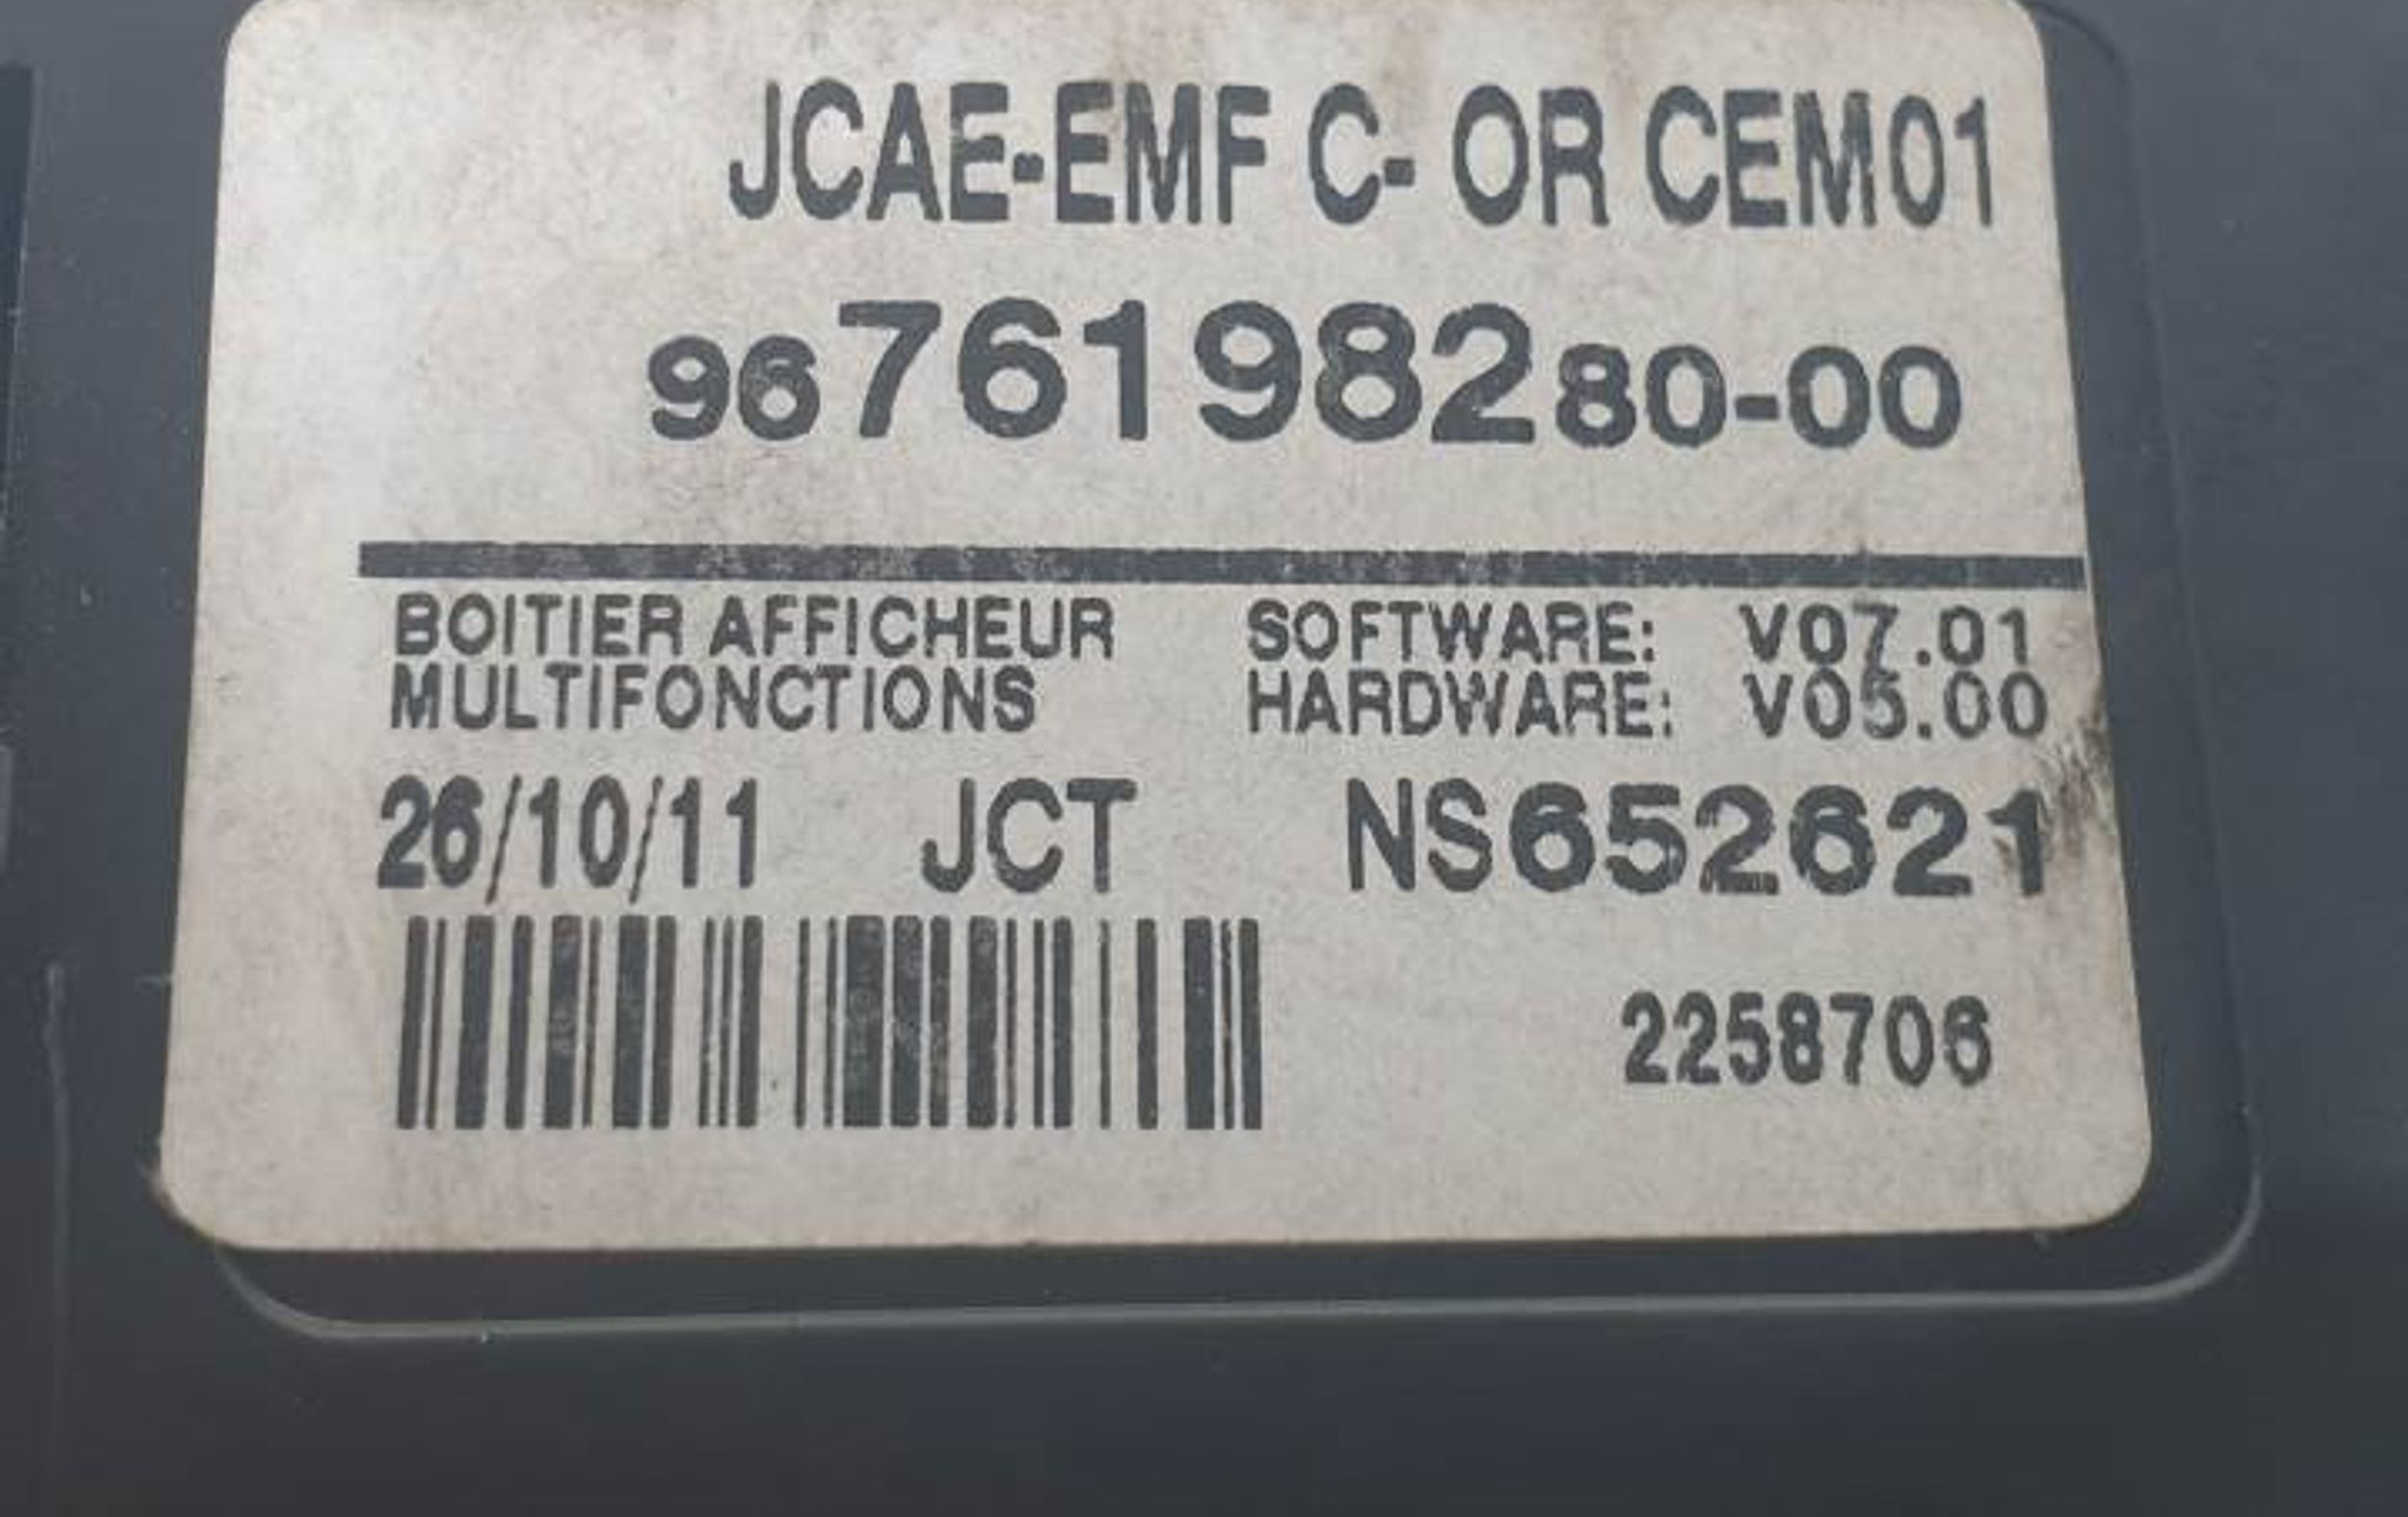 JCAE-EMF C- OR CEM01
9676198280-00
BOITIER AFFICHEUR
MULTIFONCTIONS
SOFTWARE: V07.01
HARDWARE: V05.00
26/10/11 JCT NS652621
2258706